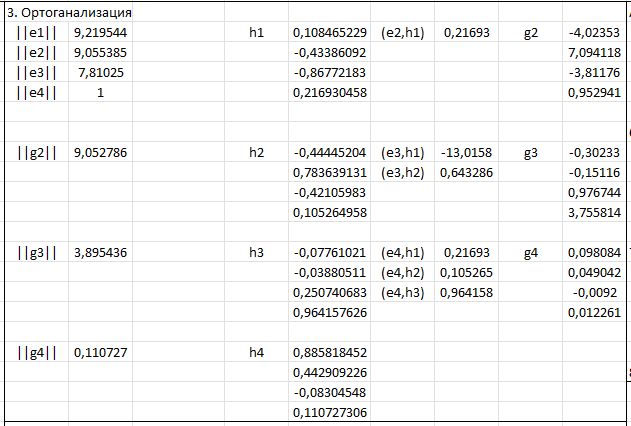 3. Ортоганализация
||e1|| 9,219544 h1 0,108465229 (e2,h1) 0,21693 g2 -4,02353
||e2|| 9,055385 -0,43386092 7,094118
||e3|| 7,81025 -0,86772183 -3,81176
||e4|| 1 0,216930458 0,952941
||g2|| 9,052786 h2 -0,44445204 (e3,h1) -13,0158 g3 -0,30233
0,783639131 (e3,h2) 0,643286 -0,15116
-0,42105983 0,976744
0,105264958 3,755814
||g3|| 3,895436 h3 -0,07761021 (e4,h1) 0,21693 g4 0,098084
-0,03880511 (e4,h2) 0,105265 0,049042
0,250740683 (e4,h3) 0,964158 -0,0092
0,964157626 0,012261
||g4|| 0,110727 h4 0,885818452
0,442909226
-0,08304548
0,110727306